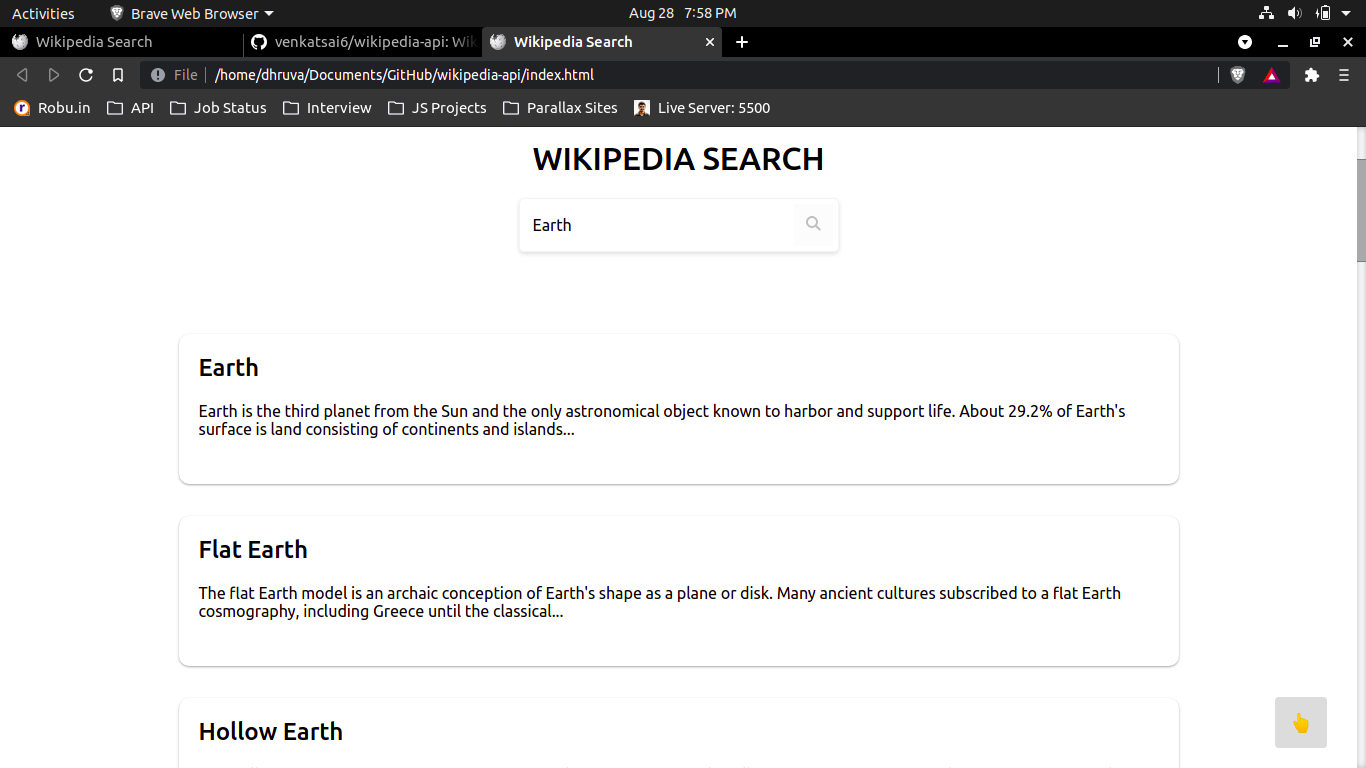 Activities
Brave Web Browser
Aug 28 7:58 PM
Wikipedia Search
venkatsai6/wikipedia-api: Wik
Wikipedia Search
File
/home/dhruva/Documents/GitHub/wikipedia-api/index.html
Robu.in
API
Job Status
Interview
JS Projects
Parallax Sites
Live Server: 5500
WIKIPEDIA SEARCH
Earth
Earth
Earth is the third planet from the Sun and the only astronomical object known to harbor and support life. About 29.2% of Earth's
surface is land consisting of continents and islands...
Flat Earth
The flat Earth model is an archaic conception of Earth's shape as a plane or disk. Many ancient cultures subscribed to a flat Earth
cosmography, including Greece until the classical...
Hollow Earth